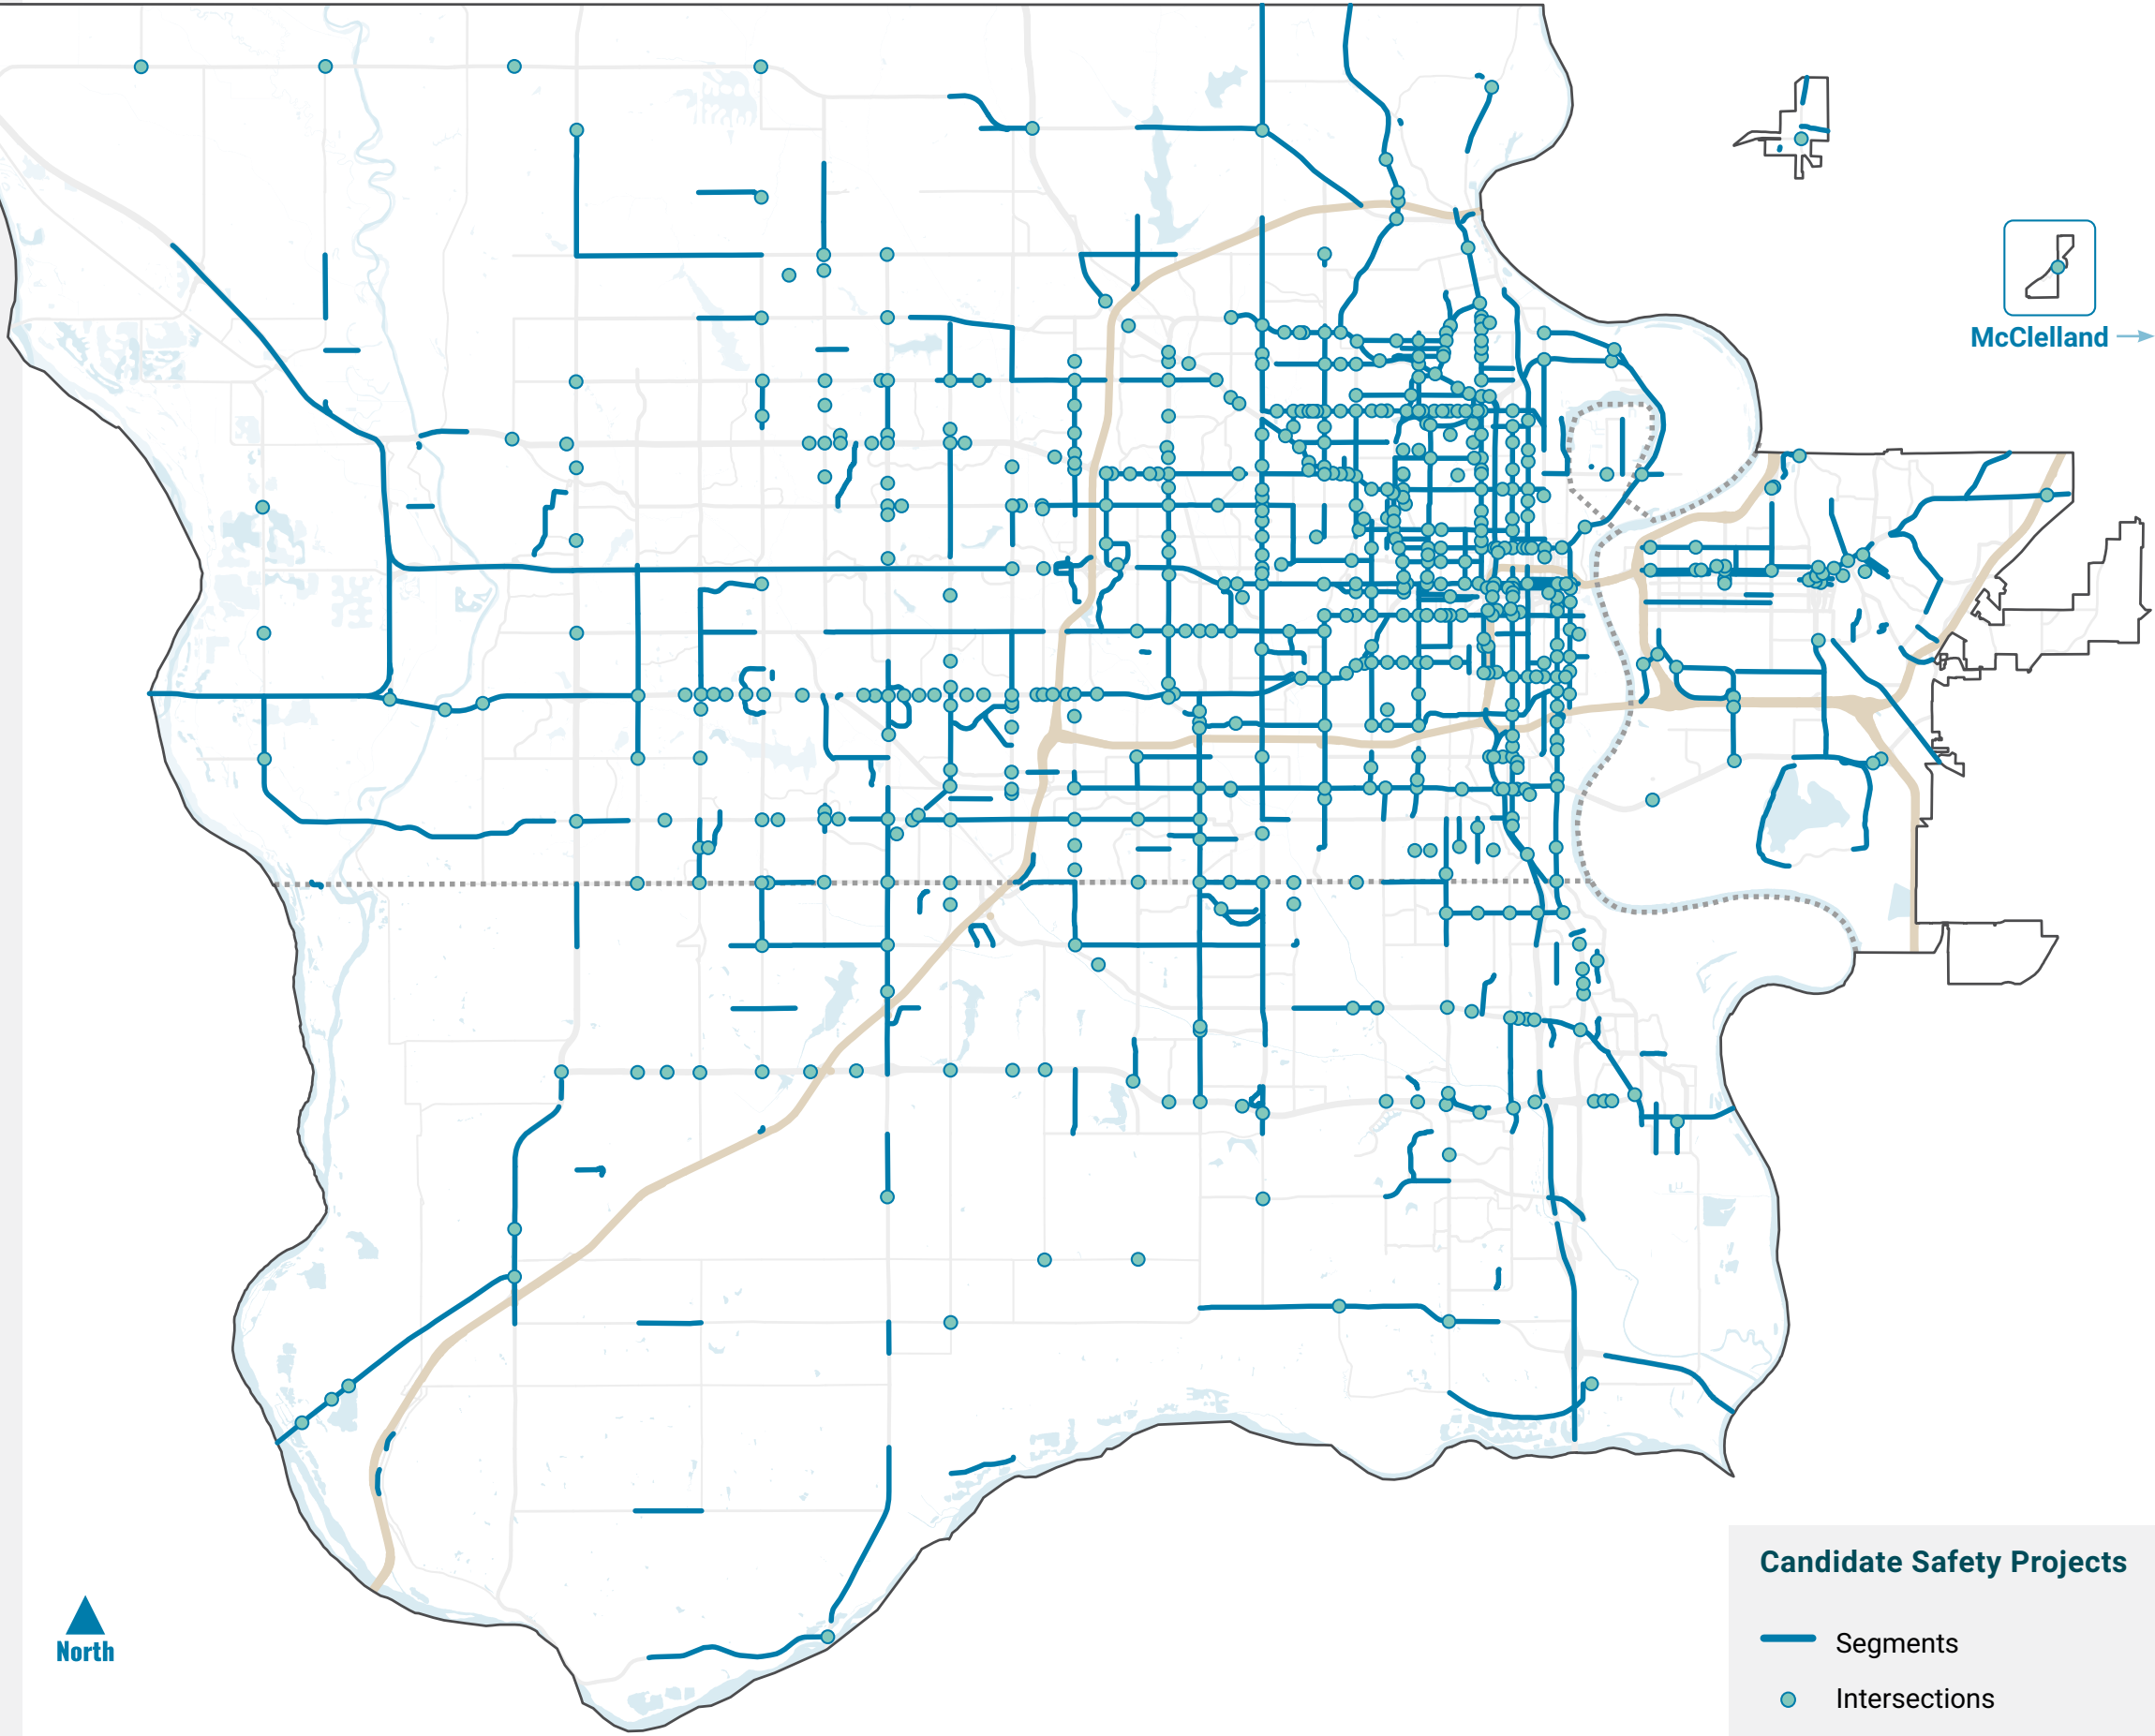 McClelland
North
Candidate Safety Projects
Segments
Intersections